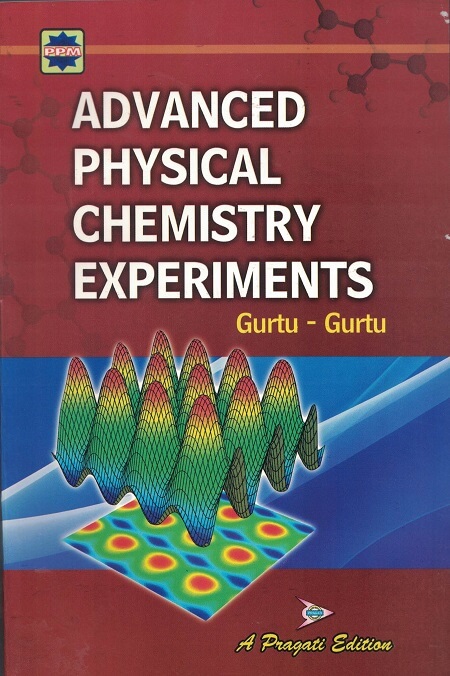 PPM
ADVANCED
PHYSICAL
CHEMISTRY
EXPERIMENTS
Gurtu - Gurtu
A Pragati Edition